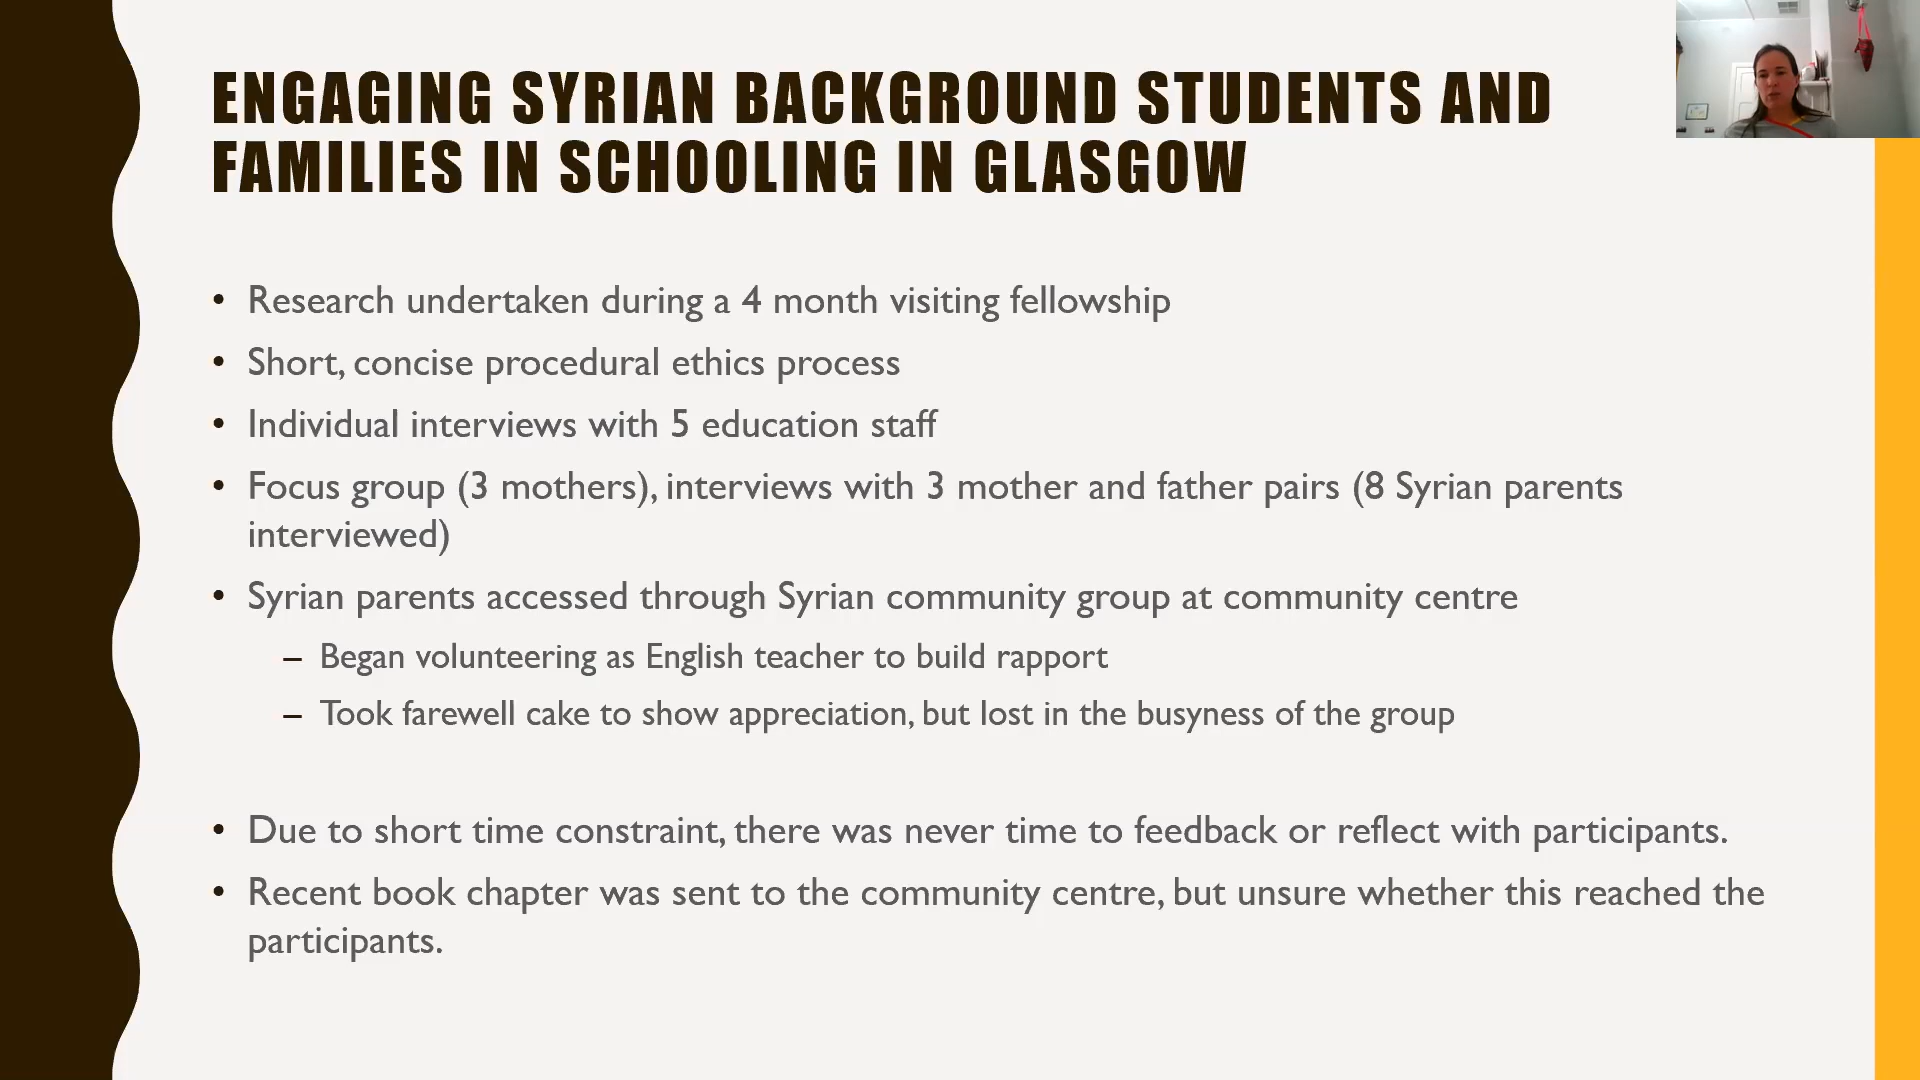 ENGAGING SYRIAN BACKGROUND STUDENTS AND
FAMILIES IN SCHOOLING IN GLASGOW
• Research undertaken during a 4 month visiting fellowship
• Short, concise procedural ethics process
• Individual interviews with 5 education staff
• Focus group (3 mothers), interviews with 3 mother and father pairs (8 Syrian parents
interviewed)
• Syrian parents accessed through Syrian community group at community centre
– Began volunteering as English teacher to build rapport
– Took farewell cake to show appreciation, but lost in the busyness of the group
• Due to short time constraint, there was never time to feedback or reflect with participants.
• Recent book chapter was sent to the community centre, but unsure whether this reached the
participants.